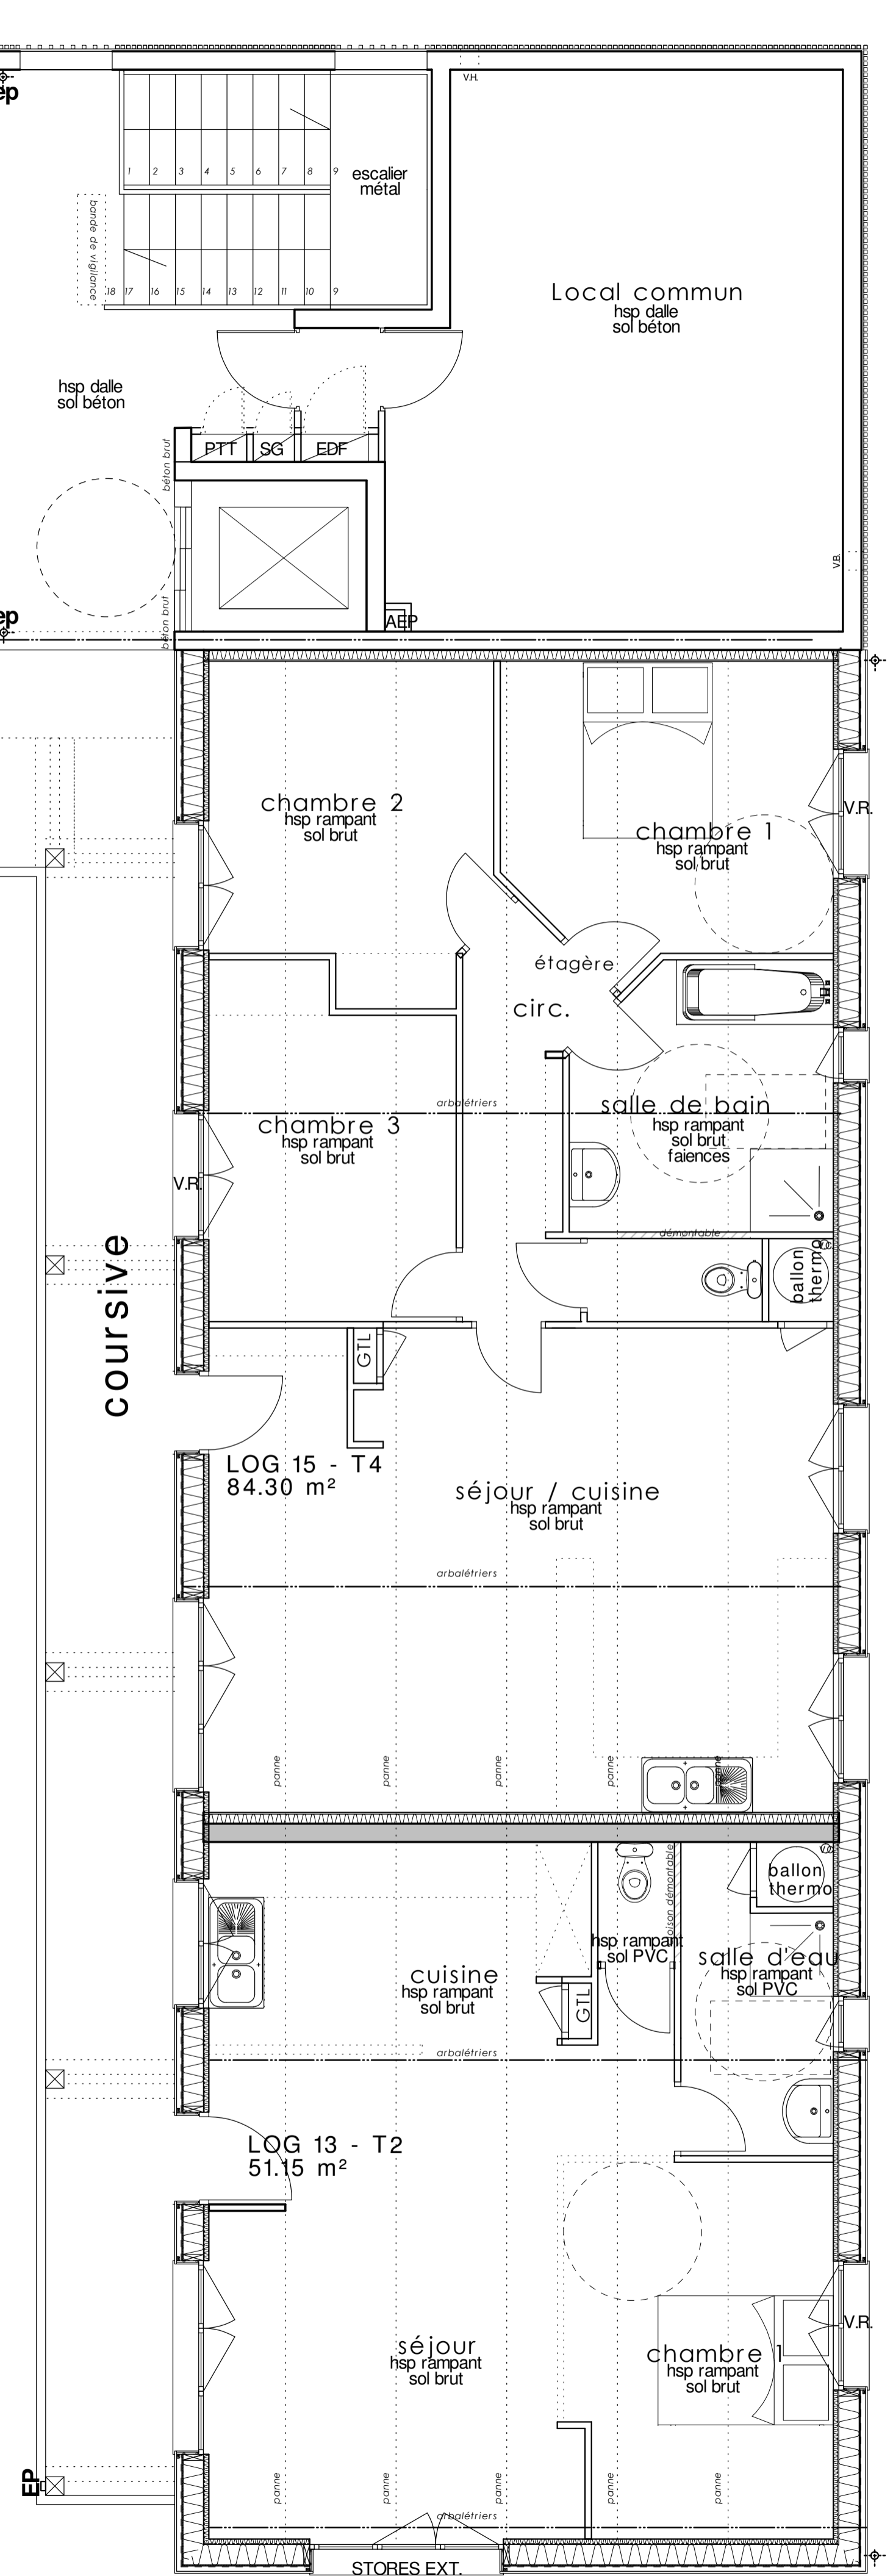 V.H.
ep
1 2 3 4 5 6 7 8 9
escalier
métal
bande de vigilance
18 17 16 15 14 13 12 11 10 9
Local commun
hsp dalle
sol béton
hsp dalle
sol béton
béton brut
PTT SG EDF
V.B.
béton brut
ep
AEP
chambre 2
hsp rampant
sol brut
V.R.
chambre 1
hsp rampant
sol brut
étagère
circ.
arbalétriers
salle de bain
hsp rampant
sol brut
faiences
chambre 3
hsp rampant
sol brut
V.R.
démontable
ballon
thermo
coursive
GTL
LOG 15 - T4
84.30 m²
séjour / cuisine
hsp rampant
sol brut
arbalétriers
panne
panne
panne
panne
panne
ballon
thermo
démontable
hsp rampant
sol PVC
salle d'eau
hsp rampant
sol PVC
cuisine
hsp rampant
sol brut
GTL
arbalétriers
LOG 13 - T2
51.15 m²
V.R.
séjour
hsp rampant
sol brut
chambre 1
hsp rampant
sol brut
EP
panne
panne
panne
panne
panne
arbalétriers
STORES EXT.